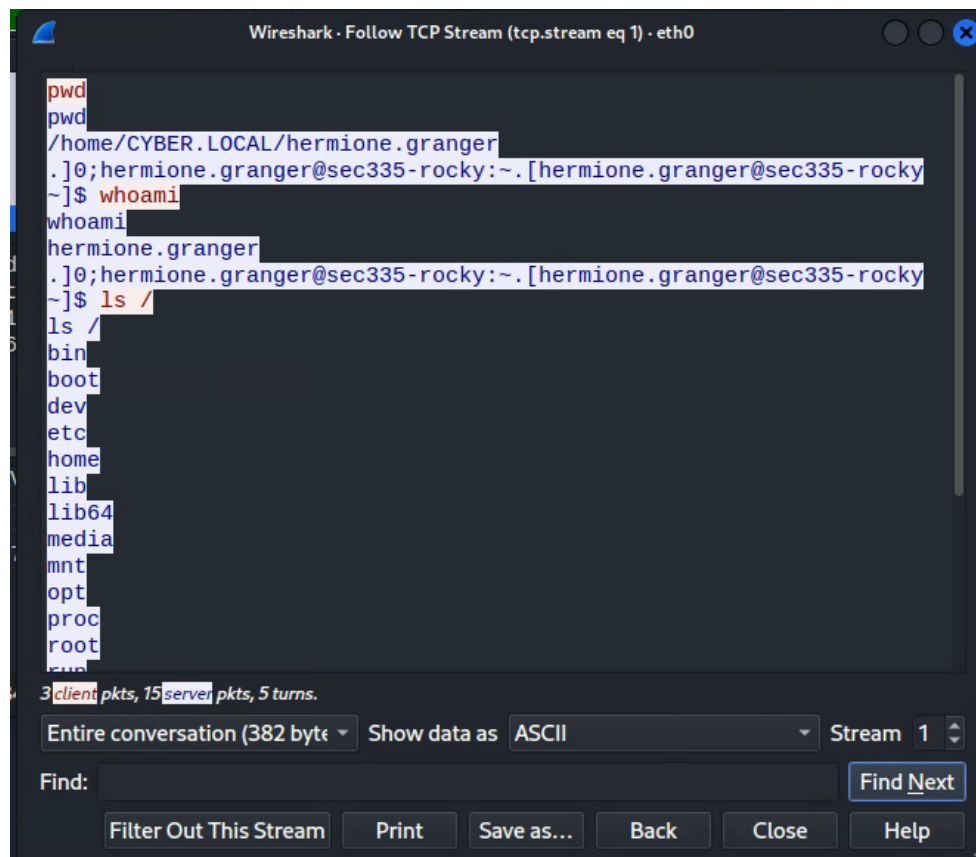 Wireshark · Follow TCP Stream (tcp.stream eq 1) · eth0
pwd
pwd
/home/CYBER.LOCAL/hermione.granger
.]0;hermione.granger@sec335-rocky:~.[hermione.granger@sec335-rocky
~]$ whoami
whoami
hermione.granger
.]0;hermione.granger@sec335-rocky:~.[hermione.granger@sec335-rocky
~]$ ls /
ls /
bin
boot
dev
etc
home
lib
lib64
media
mnt
opt
proc
root
run
3 client pkts, 15 server pkts, 5 turns.
Entire conversation (382 byte Show data as ASCII Stream 1
Find: Find Next
Filter Out This Stream Print Save as... Back Close Help